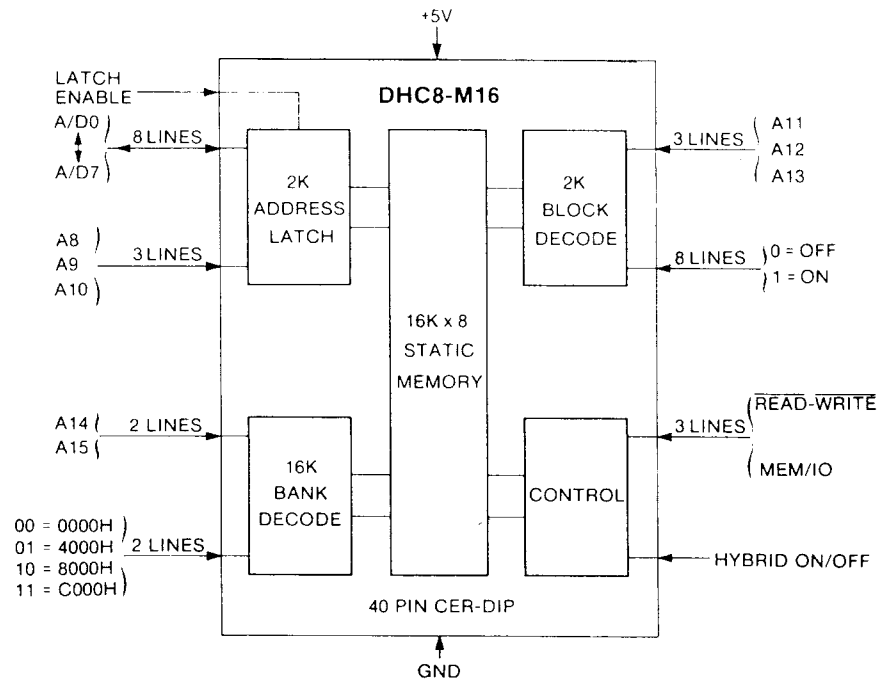 +5V
DHC8-M16
LATCH
ENABLE
A/D0
A/D7
8 LINES
2K
ADDRESS
LATCH
A8
A9
A10
3 LINES
2K
BLOCK
DECODE
3 LINES
A11
A12
A13
8 LINES
0 = OFF
1 = ON
16K x 8
STATIC
MEMORY
A14
A15
2 LINES
16K
BANK
DECODE
00 = 0000H
01 = 4000H
10 = 8000H
11 = C000H
2 LINES
CONTROL
3 LINES
READ-WRITE
MEM/IO
HYBRID ON/OFF
40 PIN CER-DIP
GND